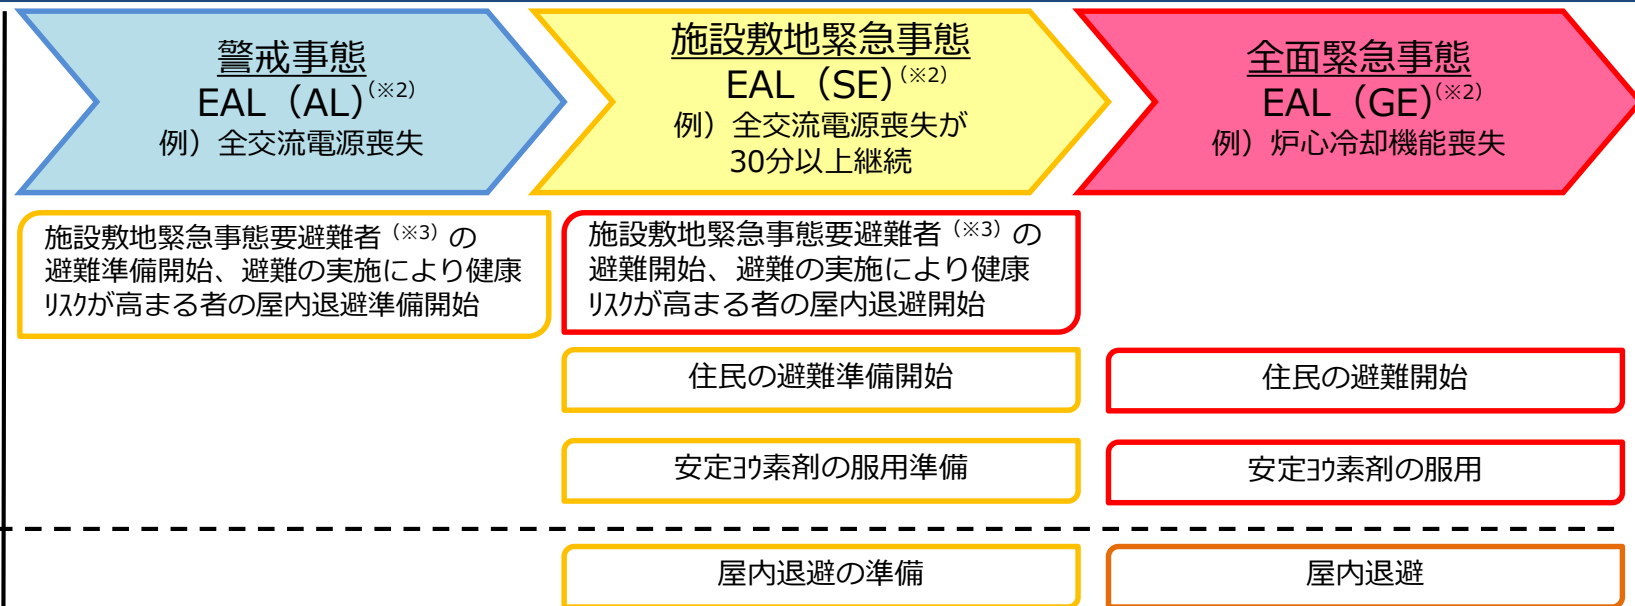 警戒事態
EAL（AL）(※2)
例）全交流電源喪失
施設敷地緊急事態
EAL（SE）(※2)
例）全交流電源喪失が
30分以上継続
全面緊急事態
EAL（GE）(※2)
例）炉心冷却機能喪失
施設敷地緊急事態要避難者（※3）の
避難準備開始、避難の実施により健康
ﾘｽｸが高まる者の屋内退避準備開始
施設敷地緊急事態要避難者（※3）の
避難開始、避難の実施により健康
ﾘｽｸが高まる者の屋内退避開始
住民の避難準備開始
住民の避難開始
安定ﾖｳ素剤の服用準備
安定ﾖｳ素剤の服用
屋内退避の準備
屋内退避